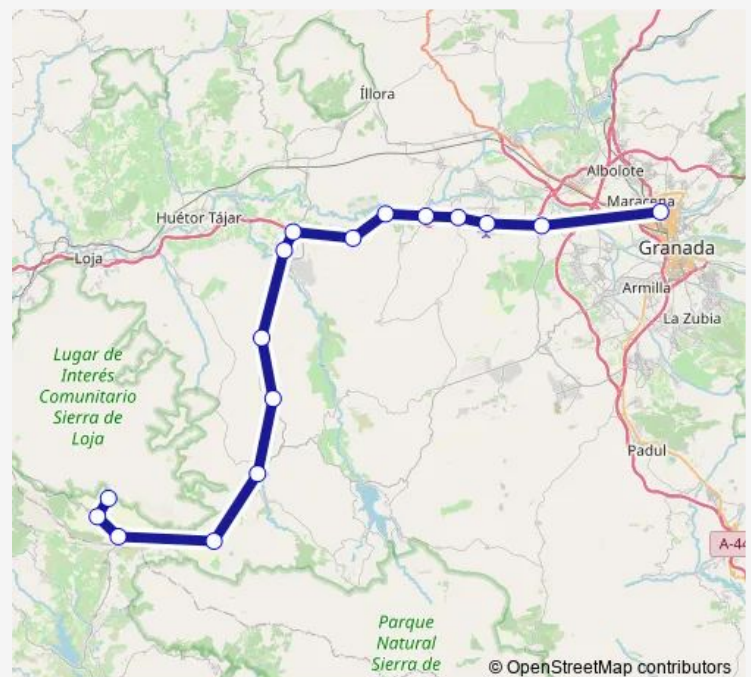 Íllora
Albolote
Maracena
Huétor Tájar
Granada
Loja
Armilla
La Zubia
Lugar de
Interés
Comunitario
Sierra de
Loja
Padul
A-44
Parque
Natural
Sierra de
© OpenStreetMap contributors